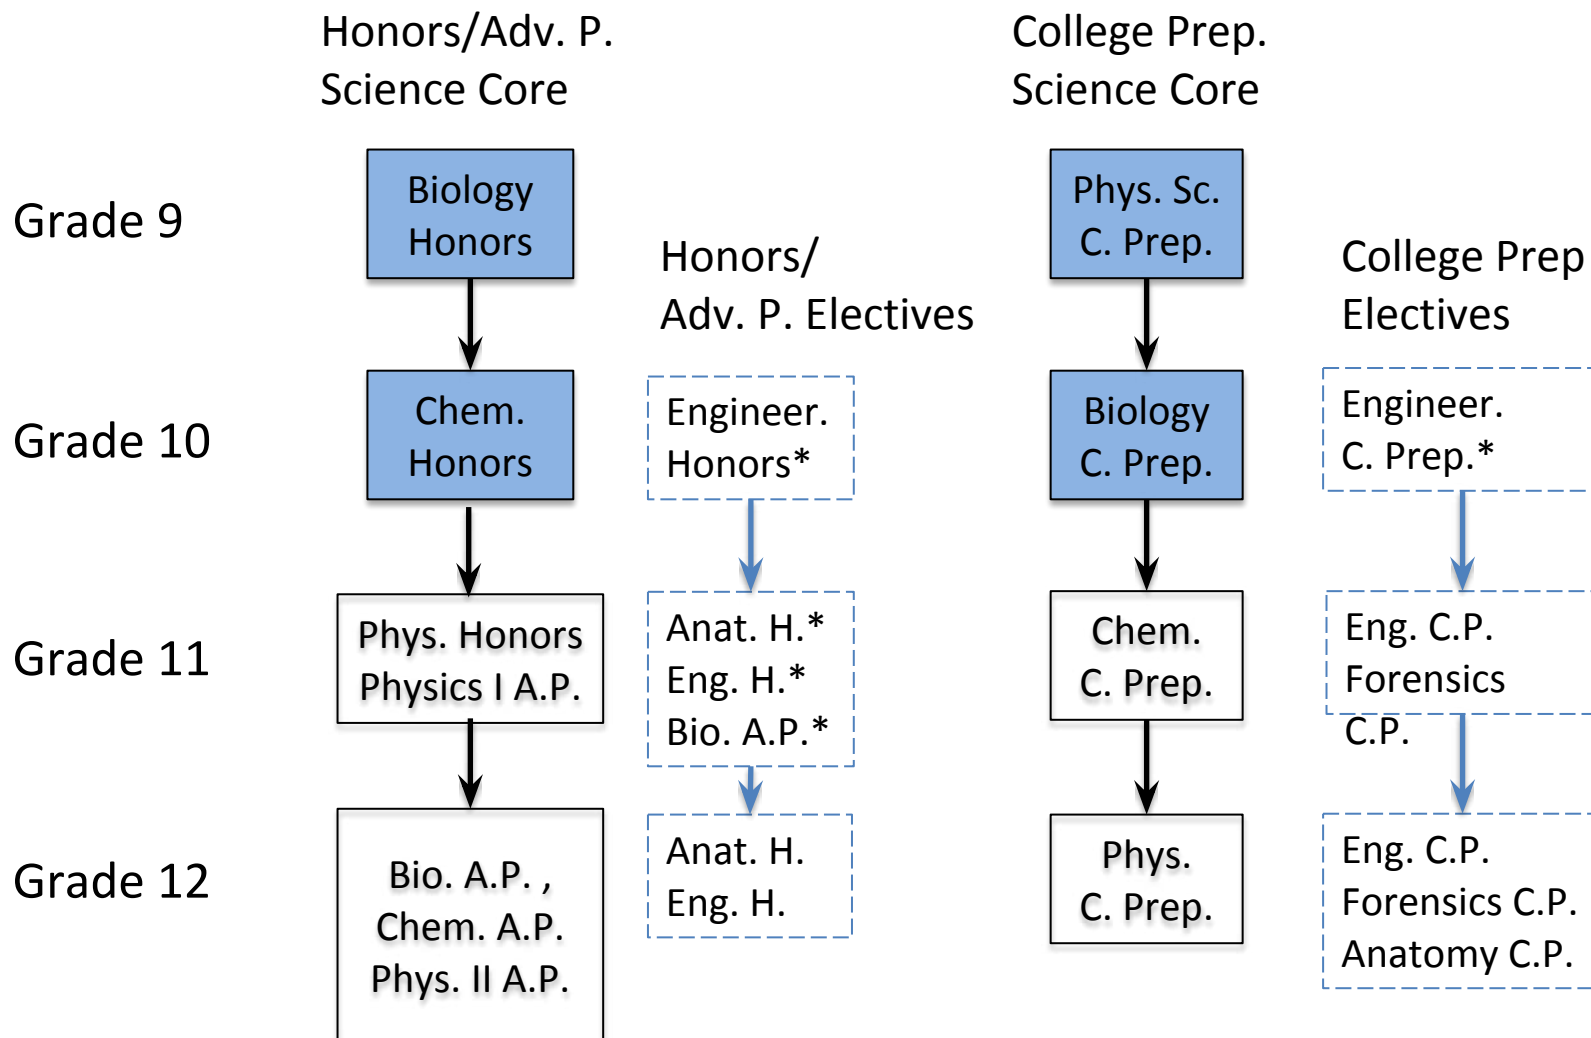 Honors/Adv. P.
Science Core
College Prep.
Science Core
Grade 9
Biology
Honors
Phys. Sc.
C. Prep.
Honors/
Adv. P. Electives
College Prep
Electives
Grade 10
Chem.
Honors
Engineer.
Honors*
Biology
C. Prep.
Engineer.
C. Prep.*
Grade 11
Phys. Honors
Physics I A.P.
Anat. H.*
Eng. H.*
Bio. A.P.*
Chem.
C. Prep.
Eng. C.P.
Forensics
C.P.
Grade 12
Bio. A.P. ,
Chem. A.P.
Phys. II A.P.
Anat. H.
Eng. H.
Phys.
C. Prep.
Eng. C.P.
Forensics C.P.
Anatomy C.P.